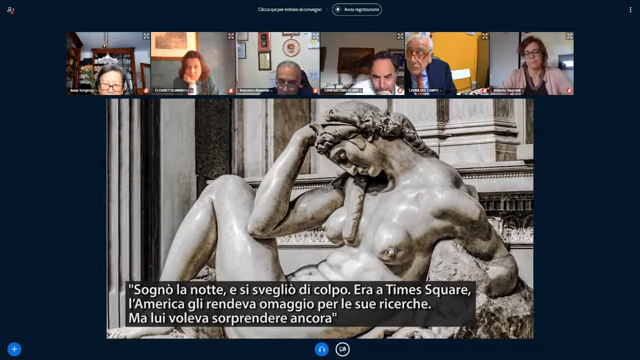 Clicca qui per entrare al convegno
Avvia registrazione
"Sognò la notte, e si svegliò di colpo. Era a Times Square,
l'America gli rendeva omaggio per le sue ricerche.
Ma lui voleva sorprendere ancora"